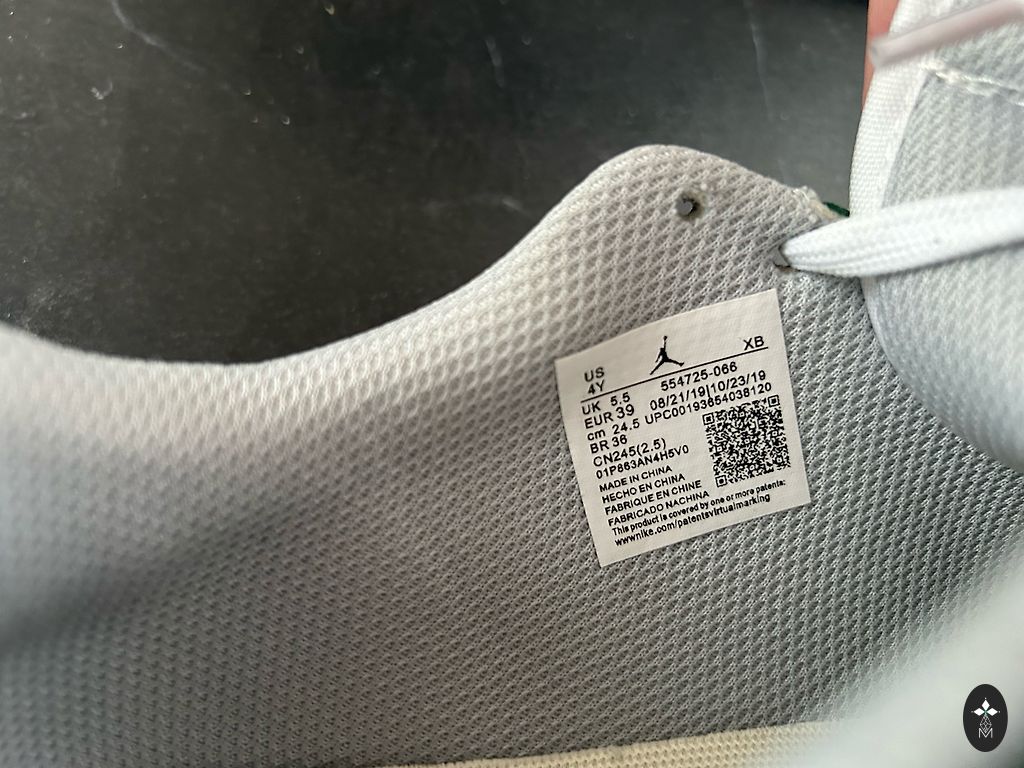 XB
US
4Y
554725-066
UK 5.5
08/21/19|10/23/19
EUR 39
UPC00193654038120
cm 24.5
BR 36
CN245(2.5)
01P863AN4H5V0
MADE IN CHINA
HECHO EN CHINA
FABRIQUE EN CHINE
FABRICADO NACHINA
This product is covered by one or more patents:
wwwnike.com/patentsvirtualmarking
M